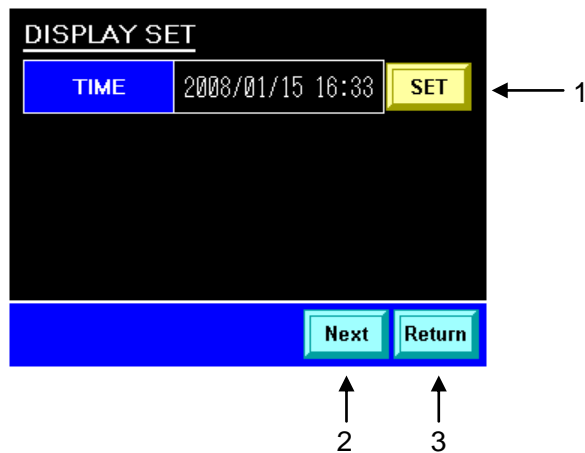 DISPLAY SET
TIME 2008/01/15 16:33 SET 1
Next Return
2 3